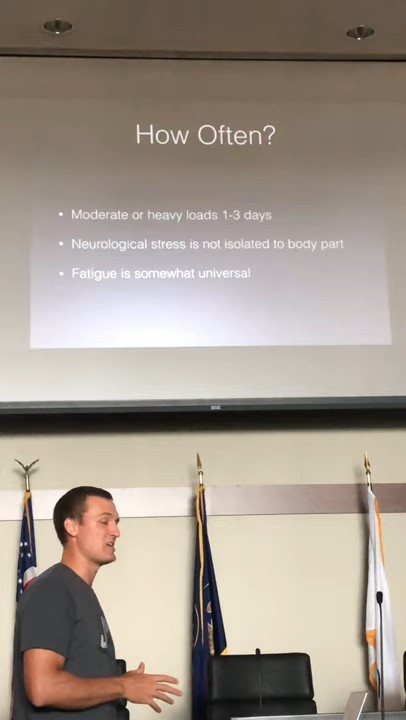 How Often?
• Moderate or heavy loads 1-3 days
• Neurological stress is not isolated to body part
• Fatigue is somewhat universal